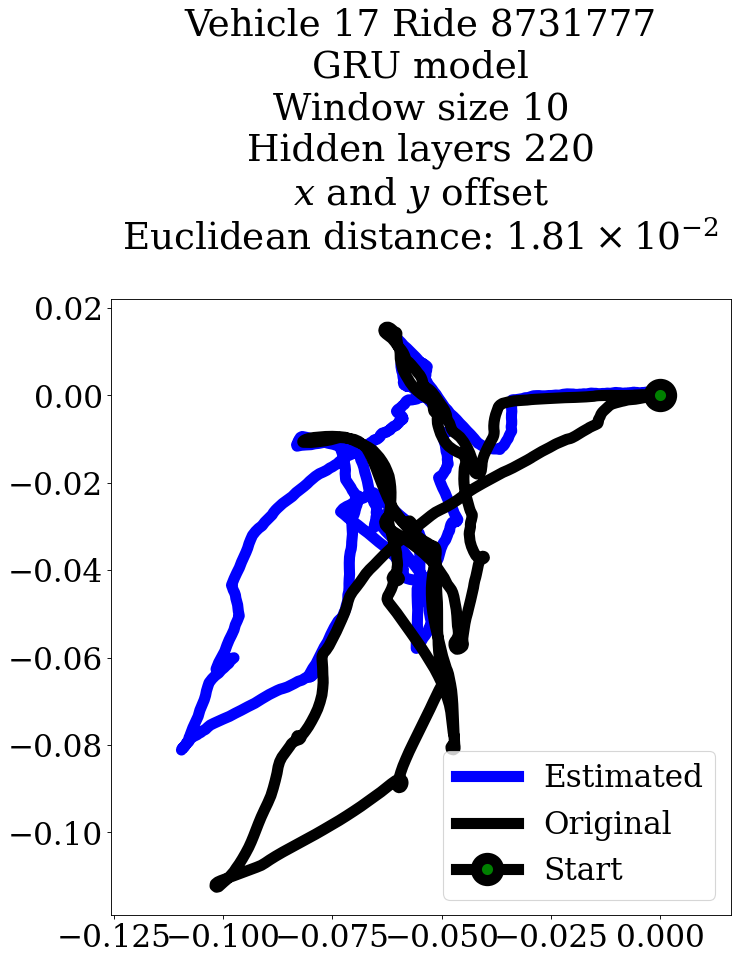 Vehicle 17 Ride 8731777
GRU model
Window size 10
Hidden layers 220
x and y offset
Euclidean distance: 1.81 × 10⁻²
0.02
0.00
−0.02
−0.04
−0.06
−0.08
−0.10
Estimated
Original
Start
−0.125 −0.100 −0.075 −0.050 −0.025 0.000